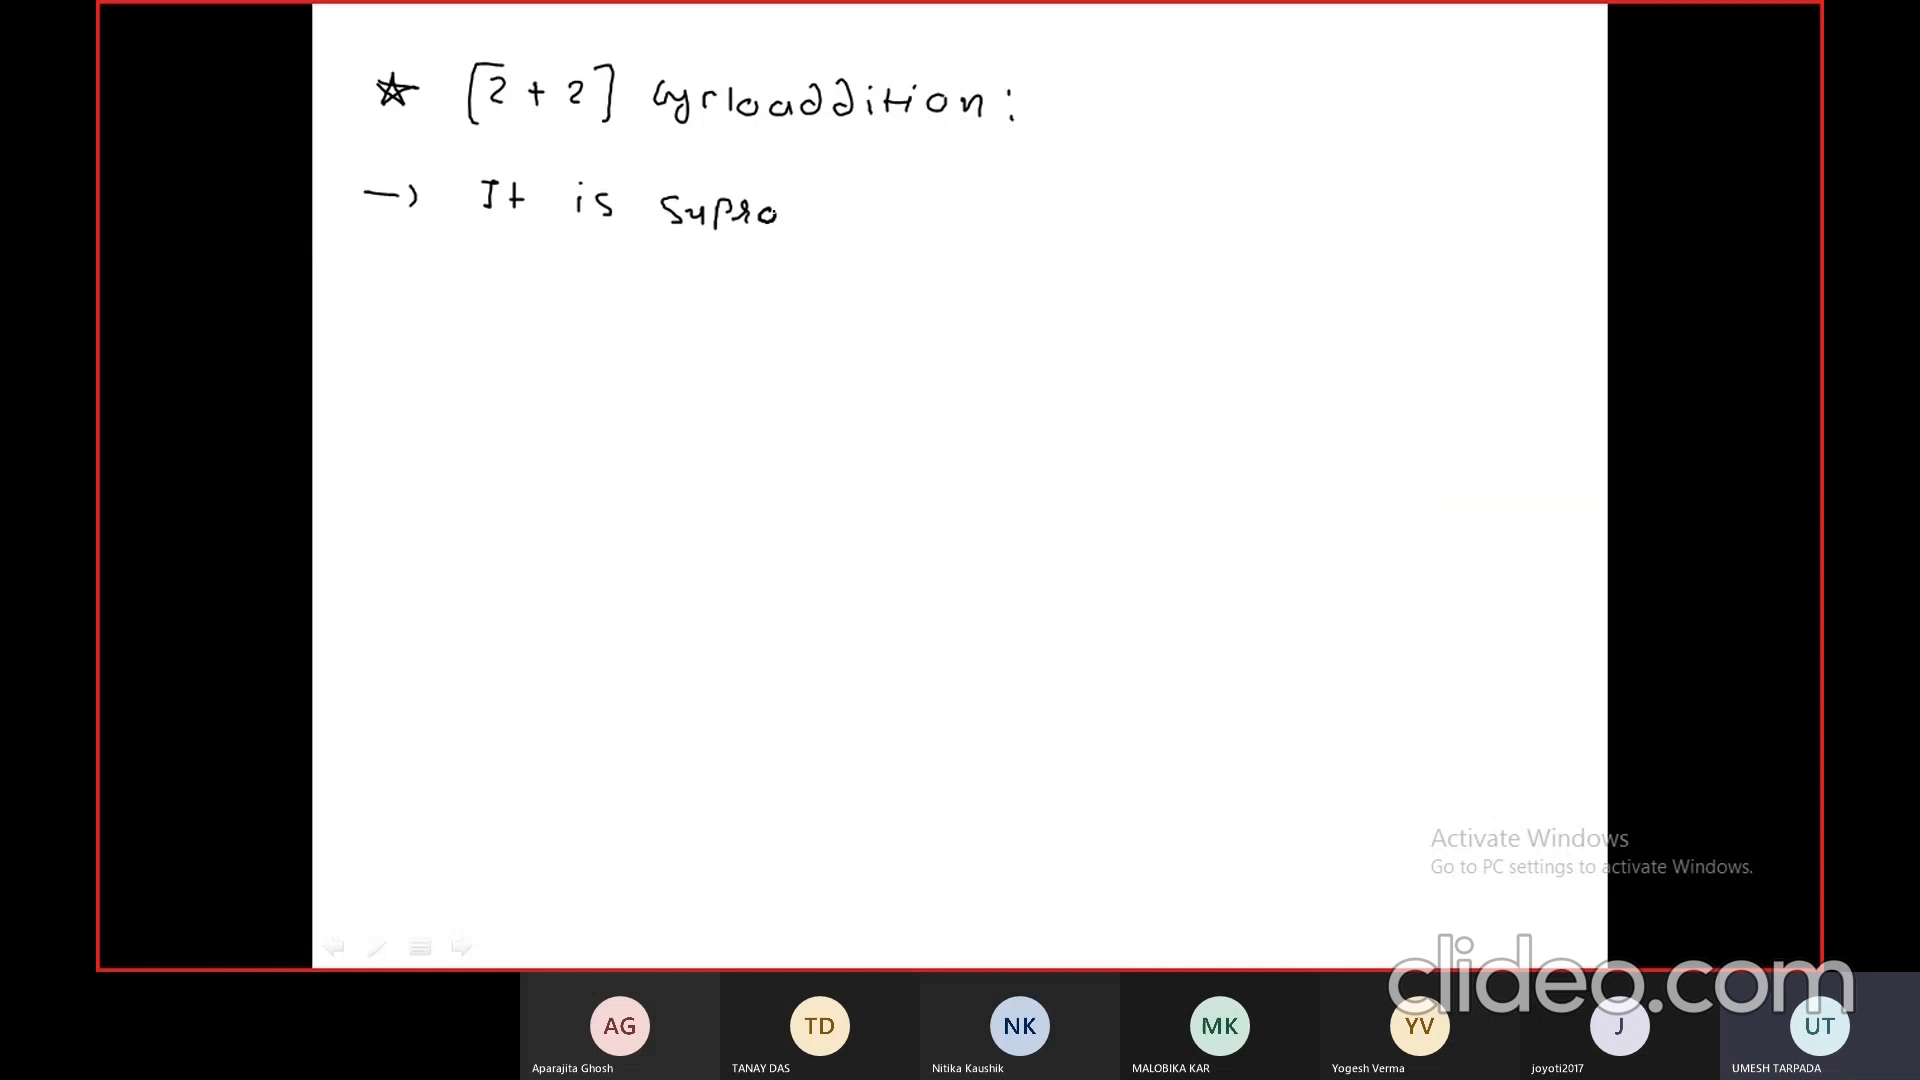 ☆ [2 + 2] Cycloaddition:
→ It is supra
Activate Windows
Go to PC settings to activate Windows.
clideo.com
AG TD NK MK YV J UT
Aparajita Ghosh TANAY DAS Nitika Kaushik MALOBIKA KAR Yogesh Verma joyoti2017 UMESH TARPADA